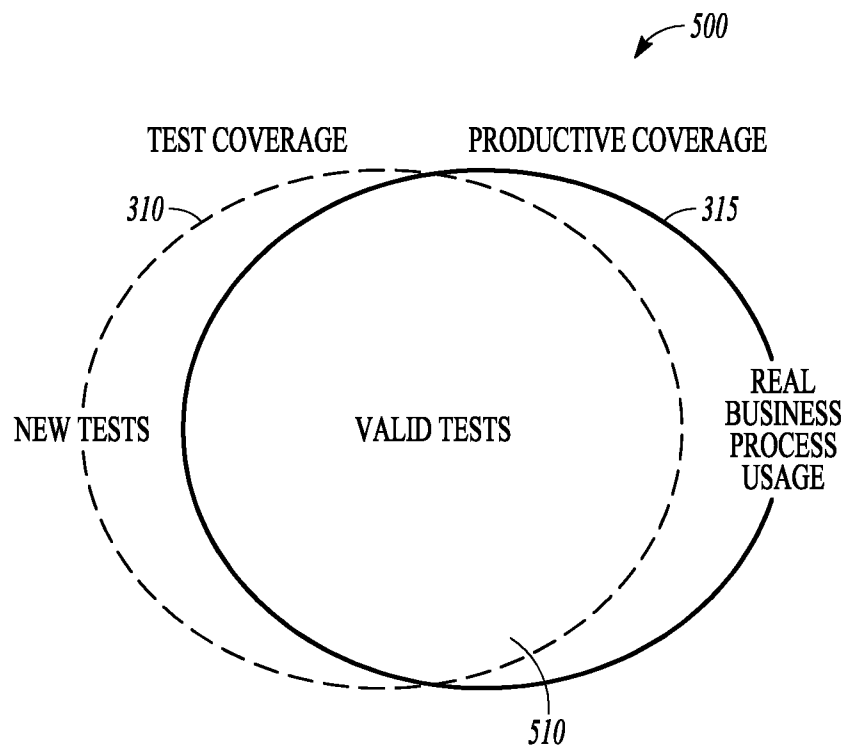 500
TEST COVERAGE
PRODUCTIVE COVERAGE
310
315
NEW TESTS
VALID TESTS
REAL
BUSINESS
PROCESS
USAGE
510